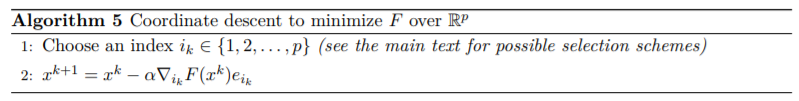 Algorithm 5 Coordinate descent to minimize $F$ over $\mathbb{R}^p$
1: Choose an index $i_k \in \{1, 2, \ldots, p\}$ (see the main text for possible selection schemes)
2: $x^{k+1} = x^k - \alpha \nabla_{i_k} F(x^k) e_{i_k}$